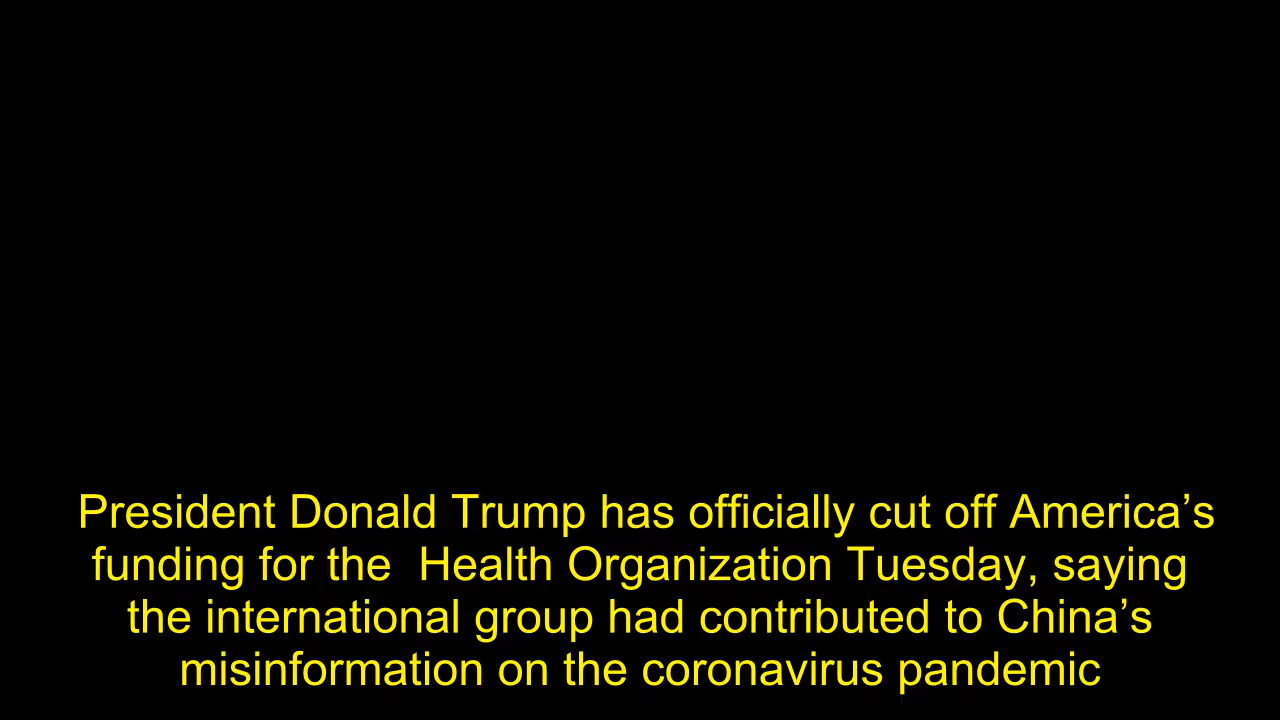 President Donald Trump has officially cut off America’s
funding for the  Health Organization Tuesday, saying
the international group had contributed to China’s
misinformation on the coronavirus pandemic